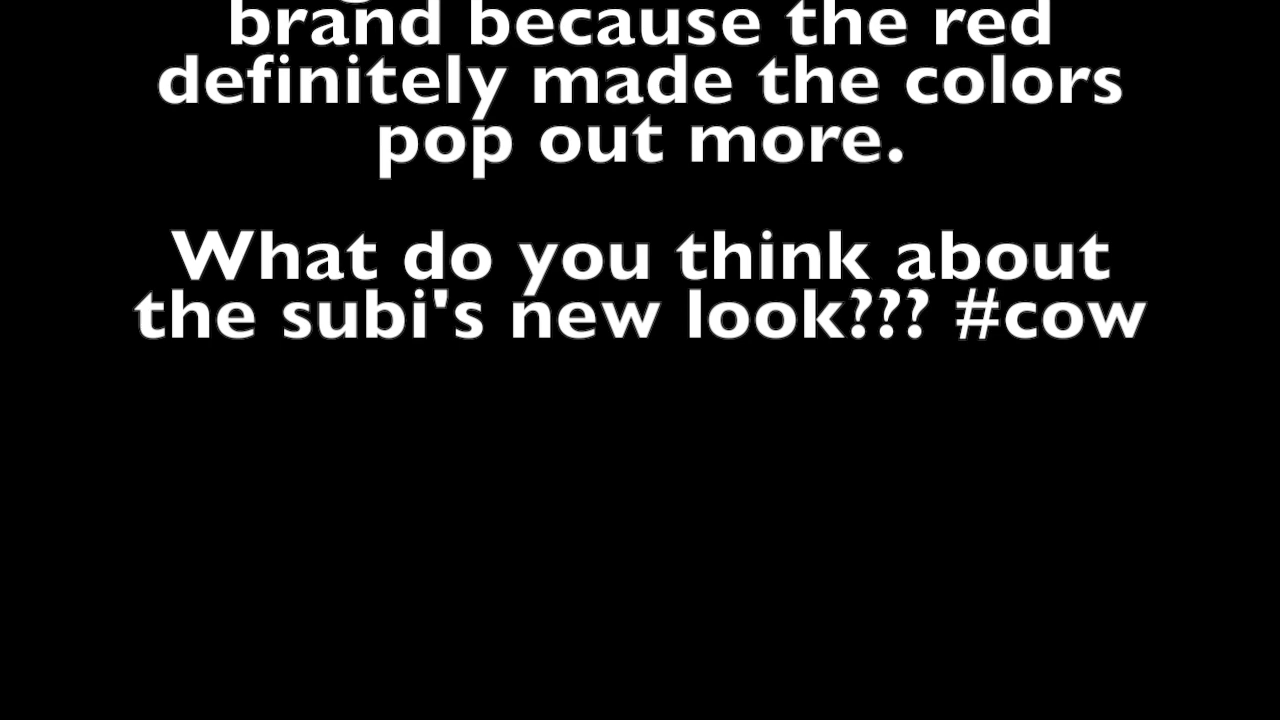 brand because the red
definitely made the colors
pop out more.
What do you think about
the subi's new look??? #cow